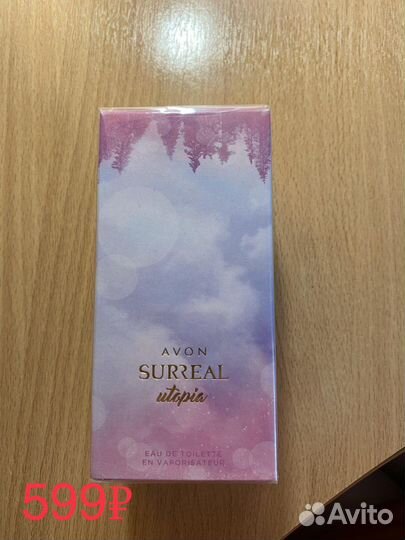 AVON
SURREAL
utopia
EAU DE TOILETTE
EN VAPORISATEUR
599₽
Avito